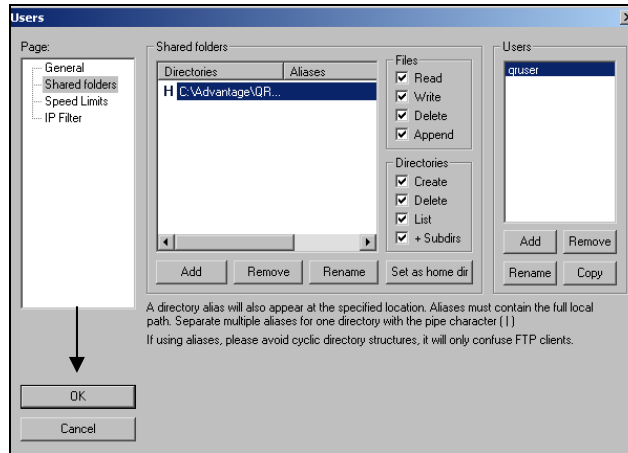 Users
Page:
General
Shared folders
Speed Limits
IP Filter
OK
Cancel
Shared folders
Directories Aliases
H C:\Advantage\QR...
Files
Read
Write
Delete
Append
Directories
Create
Delete
List
+ Subdirs
Add Remove Rename Set as home dir
Users
qruser
Add Remove
Rename Copy
A directory alias will also appear at the specified location. Aliases must contain the full local
path. Separate multiple aliases for one directory with the pipe character ( | )
If using aliases, please avoid cyclic directory structures, it will only confuse FTP clients.